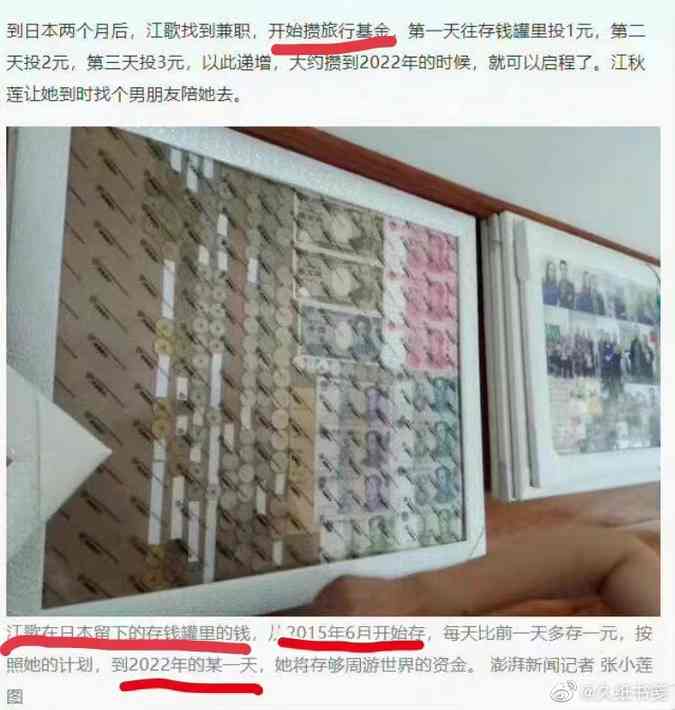 到日本两个月后，江歌找到兼职，开始攒旅行基金，第一天往存钱罐里投1元，第二
天投2元，第三天投3元，以此递增，大约攒到2022年的时候，就可以启程了。江秋
莲让她到时找个男朋友陪她去。
江歌在日本留下的存钱罐里的钱，从2015年6月开始存，每天比前一天多存一元，按
照她的计划，到2022年的某一天，她将存够周游世界的资金。 澎湃新闻记者 张小莲
图